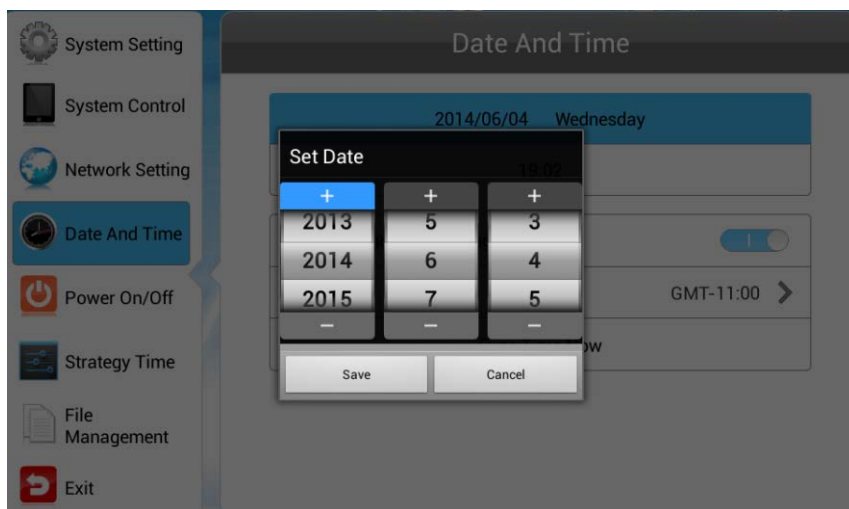 System Setting
System Control
Network Setting
Date And Time
Power On/Off
Strategy Time
File
Management
Exit
Date And Time
2014/06/04 Wednesday
19:02
GMT-11:00
Set Date
+ + +
2013 5 3
2014 6 4
2015 7 5
− − −
Save Cancel